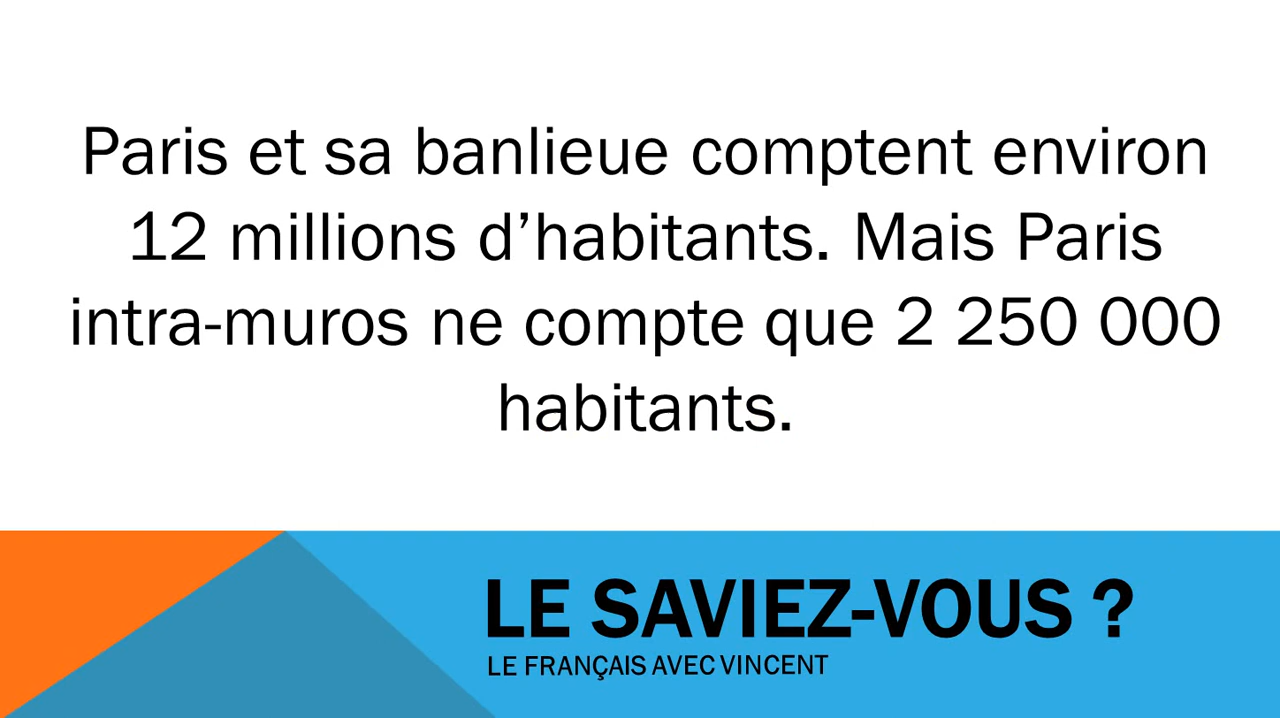 Paris et sa banlieue comptent environ
12 millions d’habitants. Mais Paris
intra-muros ne compte que 2 250 000
habitants.
LE SAVIEZ-VOUS ?
LE FRANÇAIS AVEC VINCENT